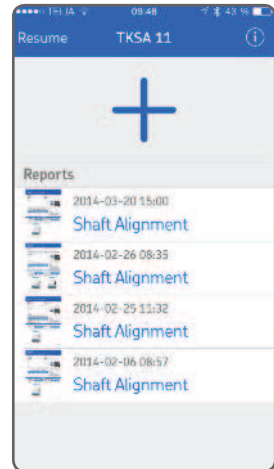 TELIA 09:48 43 %
Resume TKSA 11
Reports
2014-03-20 15:00
Shaft Alignment
2014-02-26 08:35
Shaft Alignment
2014-02-25 11:32
Shaft Alignment
2014-02-06 08:57
Shaft Alignment